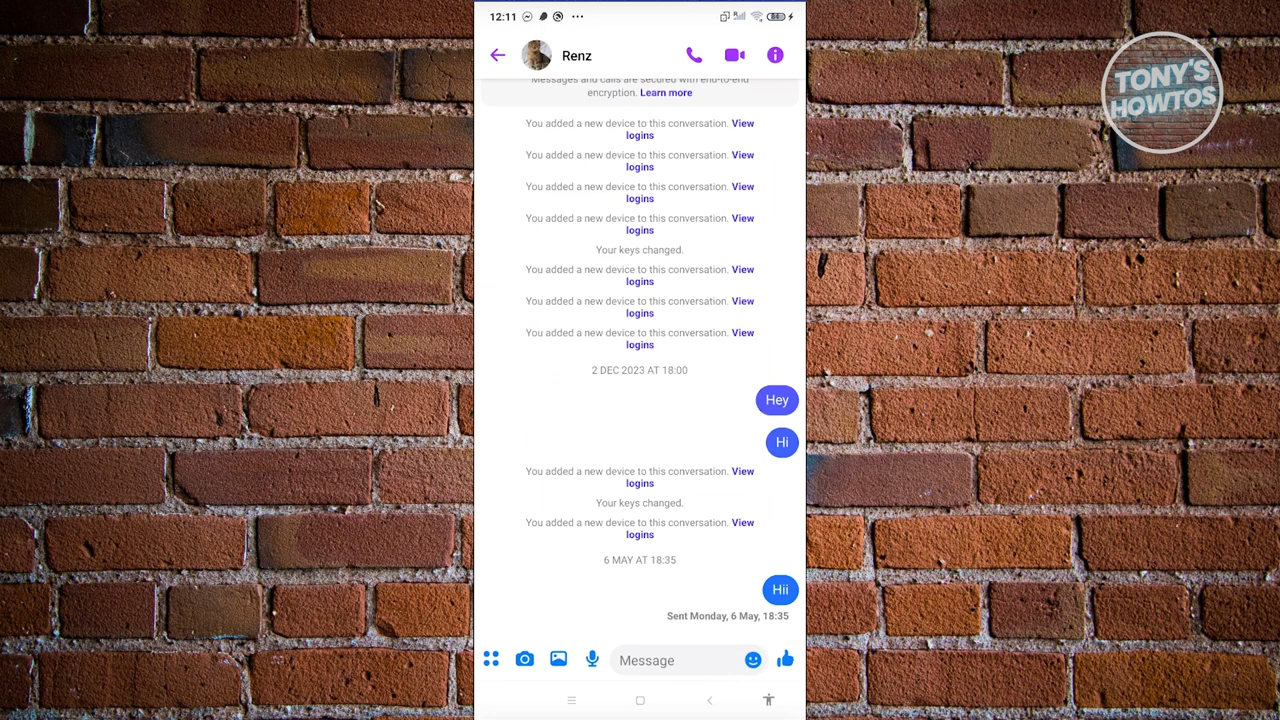 12:11
84
Renz
TONY'S
HOWTOS
Messages and calls are secured with end-to-end
encryption. Learn more
You added a new device to this conversation. View
logins
You added a new device to this conversation. View
logins
You added a new device to this conversation. View
logins
You added a new device to this conversation. View
logins
Your keys changed.
You added a new device to this conversation. View
logins
You added a new device to this conversation. View
logins
You added a new device to this conversation. View
logins
2 DEC 2023 AT 18:00
Hey
Hi
You added a new device to this conversation. View
logins
Your keys changed.
You added a new device to this conversation. View
logins
6 MAY AT 18:35
Hii
Sent Monday, 6 May, 18:35
Message